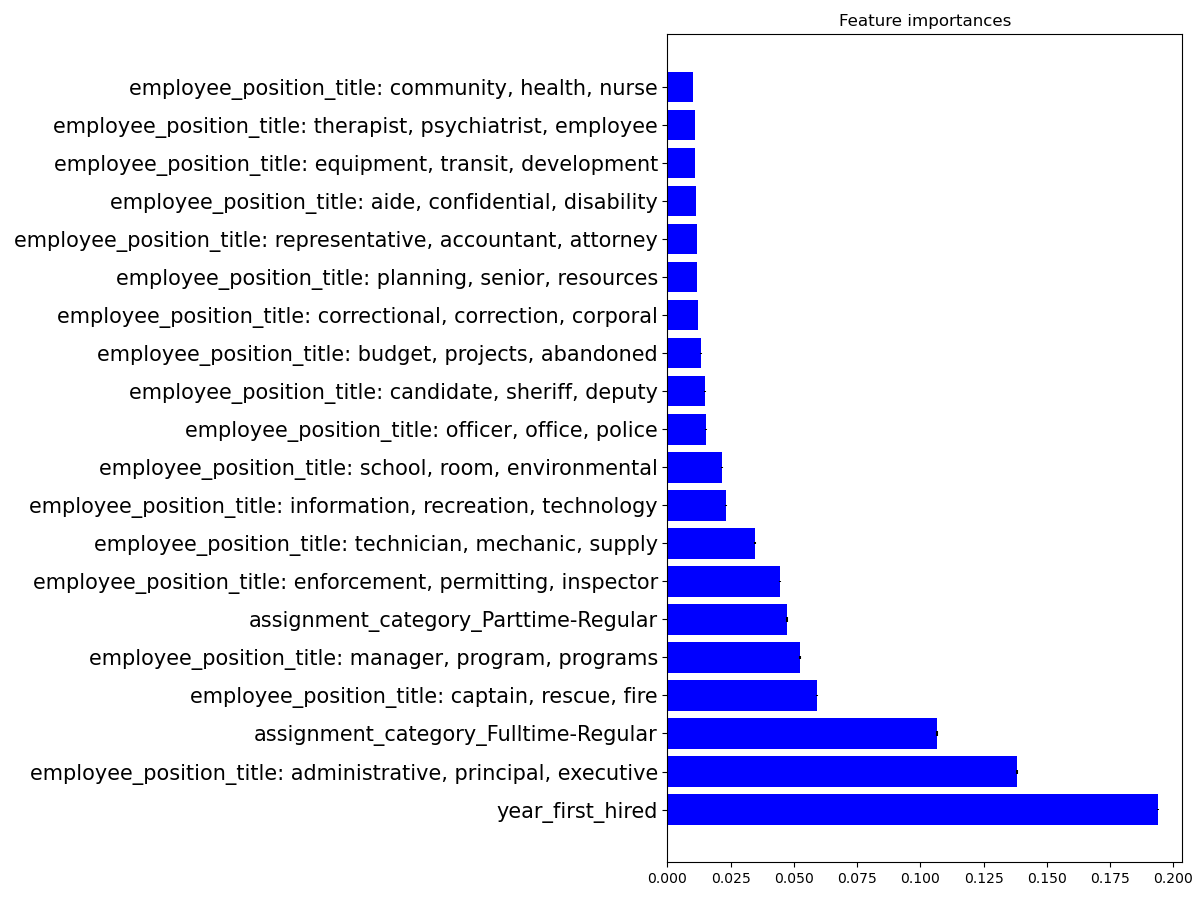 Feature importances
employee_position_title: community, health, nurse
employee_position_title: therapist, psychiatrist, employee
employee_position_title: equipment, transit, development
employee_position_title: aide, confidential, disability
employee_position_title: representative, accountant, attorney
employee_position_title: planning, senior, resources
employee_position_title: correctional, correction, corporal
employee_position_title: budget, projects, abandoned
employee_position_title: candidate, sheriff, deputy
employee_position_title: officer, office, police
employee_position_title: school, room, environmental
employee_position_title: information, recreation, technology
employee_position_title: technician, mechanic, supply
employee_position_title: enforcement, permitting, inspector
assignment_category_Parttime-Regular
employee_position_title: manager, program, programs
employee_position_title: captain, rescue, fire
assignment_category_Fulltime-Regular
employee_position_title: administrative, principal, executive
year_first_hired
0.000 0.025 0.050 0.075 0.100 0.125 0.150 0.175 0.200